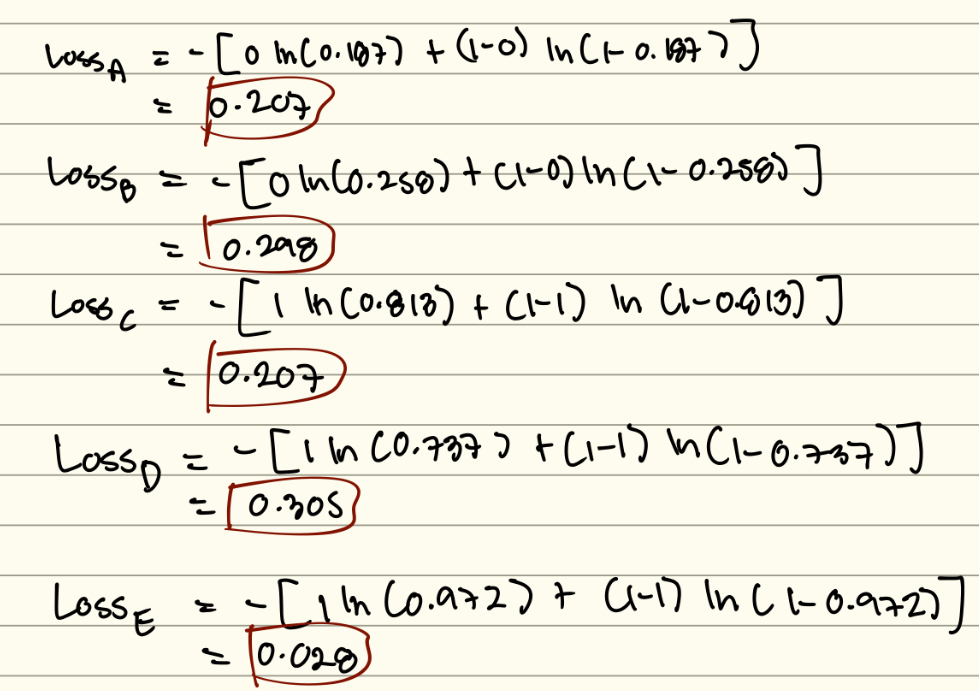 Loss_A = -[0 ln(0.187) + (1-0) ln(1-0.187)]
= 0.207
Loss_B = -[0 ln(0.258) + (1-0) ln(1-0.258)]
= 0.298
Loss_C = -[1 ln(0.813) + (1-1) ln(1-0.813)]
= 0.207
Loss_D = -[1 ln(0.737) + (1-1) ln(1-0.737)]
= 0.305
Loss_E = -[1 ln(0.972) + (1-1) ln(1-0.972)]
= 0.028